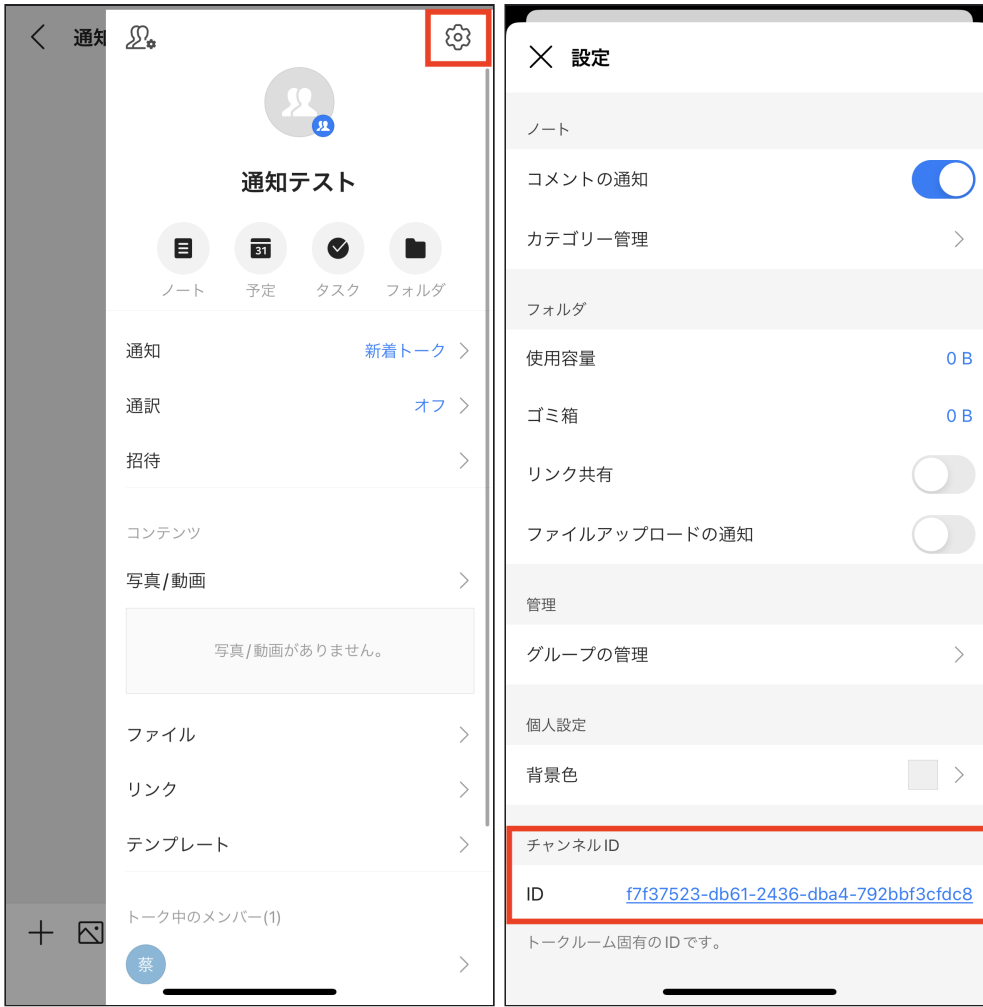 通知
通知テスト
31
ノート
予定
タスク
フォルダ
通知
新着トーク
通訳
オフ
招待
コンテンツ
写真/動画
写真/動画がありません。
ファイル
リンク
テンプレート
トーク中のメンバー(1)
蔡
設定
ノート
コメントの通知
カテゴリー管理
フォルダ
使用容量
0 B
ゴミ箱
0 B
リンク共有
ファイルアップロードの通知
管理
グループの管理
個人設定
背景色
チャンネルID
ID
f7f37523-db61-2436-dba4-792bbf3cfdc8
トークルーム固有のIDです。